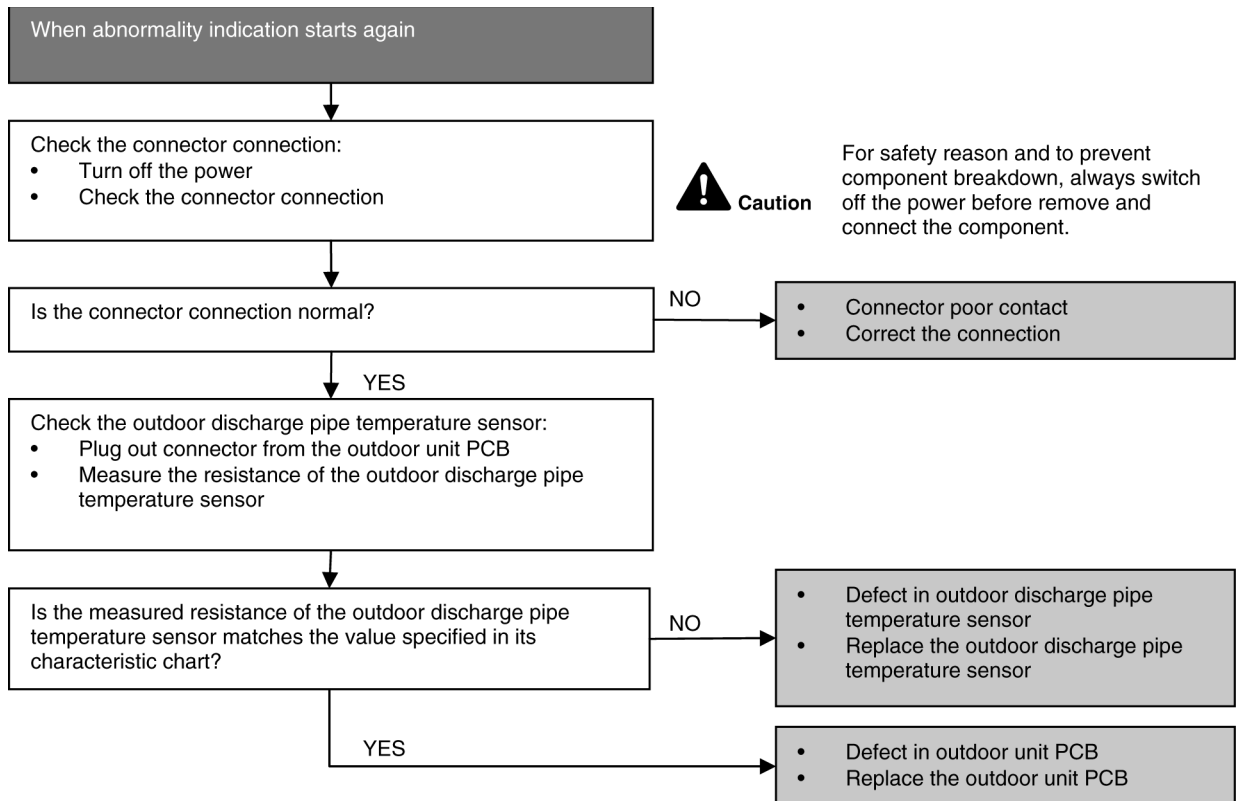 When abnormality indication starts again
Check the connector connection:
• Turn off the power
• Check the connector connection
Caution
For safety reason and to prevent
component breakdown, always switch
off the power before remove and
connect the component.
Is the connector connection normal?
NO
• Connector poor contact
• Correct the connection
YES
Check the outdoor discharge pipe temperature sensor:
• Plug out connector from the outdoor unit PCB
• Measure the resistance of the outdoor discharge pipe
temperature sensor
Is the measured resistance of the outdoor discharge pipe
temperature sensor matches the value specified in its
characteristic chart?
NO
• Defect in outdoor discharge pipe
temperature sensor
• Replace the outdoor discharge pipe
temperature sensor
YES
• Defect in outdoor unit PCB
• Replace the outdoor unit PCB